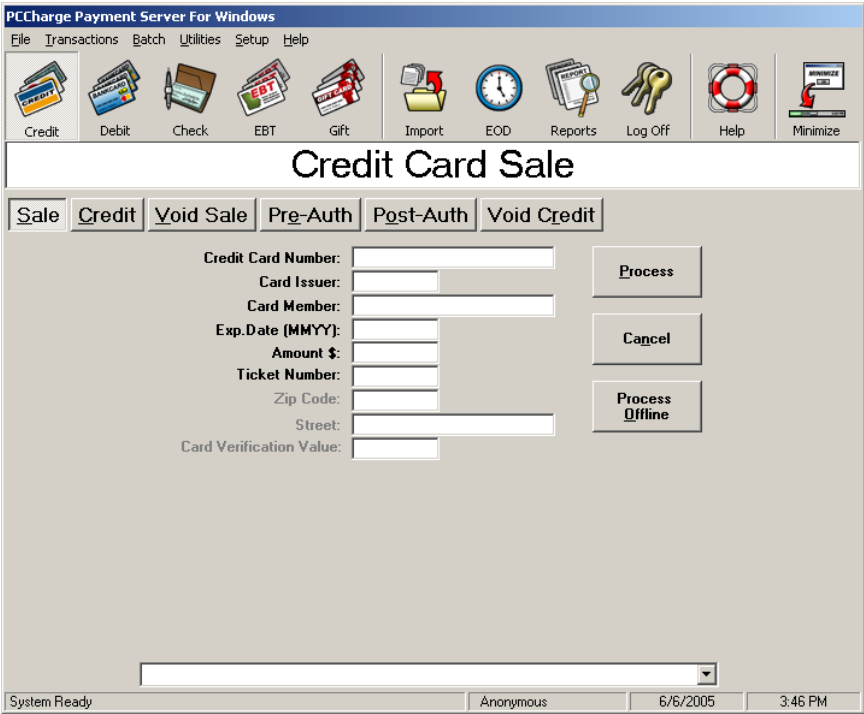 PCCharge Payment Server For Windows
File Transactions Batch Utilities Setup Help
CREDIT BANKCARD EBT GIFT CARD REPORT MINIMIZE
Credit Debit Check EBT Gift Import EOD Reports Log Off Help Minimize
Credit Card Sale
Sale Credit Void Sale Pre-Auth Post-Auth Void Credit
Credit Card Number:
Process
Card Issuer:
Card Member:
Exp.Date (MMYY):
Cancel
Amount $:
Ticket Number:
Zip Code:
Process
Offline
Street:
Card Verification Value:
System Ready Anonymous 6/6/2005 3:46 PM